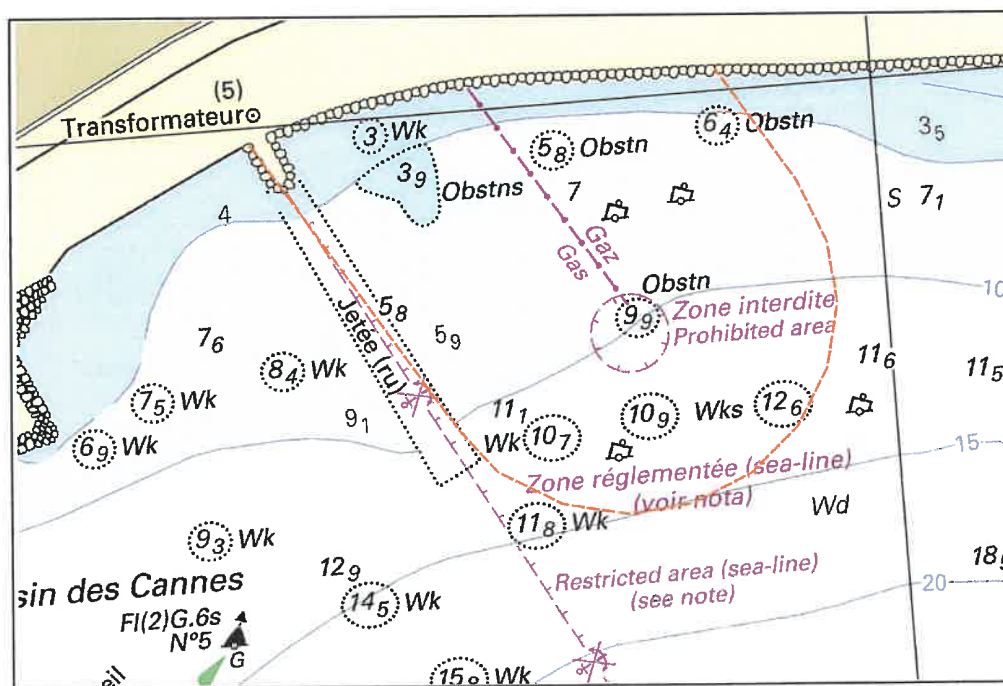 (5)
Transformateur
3 Wk
3₉ Obstns
5₈ Obstn
6₄ Obstn
3₅
7
S 7₁
4
Gaz
Gas
Obstn
9₉
Zone interdite
Prohibited area
10
5₈
5₉
Jetée (ru)
7₆
8₄ Wk
7₅ Wk
6₉ Wk
9₁
11₆
11₅
11₁
Wk 10₇
10₉ Wks
12₆
Zone réglementée (sea-line)
(voir nota)
15
11₈ Wk
Wd
9₃ Wk
12₉
Restricted area (sea-line)
(see note)
18₅
20
sin des Cannes
14₅ Wk
Fl(2)G.6s
N°5
G
eil
15₉ Wk